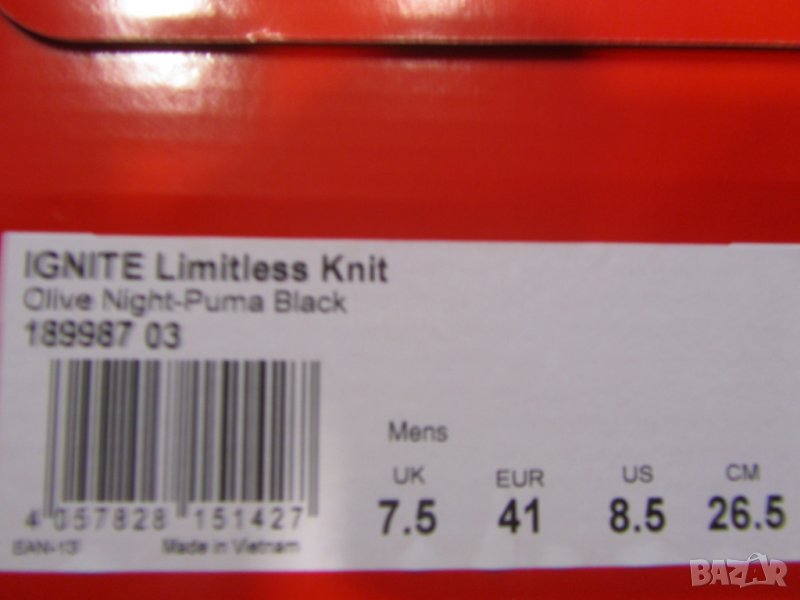 IGNITE Limitless Knit
Olive Night-Puma Black
189987 03
Mens
UK EUR US CM
7.5 41 8.5 26.5
4 057828 151427
EAN-13 Made in Vietnam
BAZAR